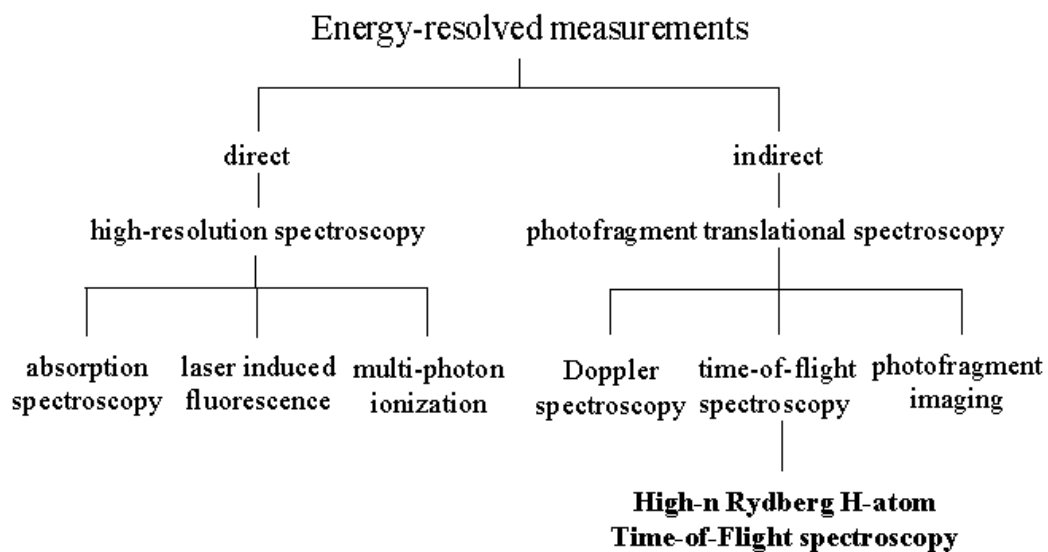 Energy-resolved measurements
direct
indirect
high-resolution spectroscopy
photofragment translational spectroscopy
absorption
spectroscopy
laser induced
fluorescence
multi-photon
ionization
Doppler
spectroscopy
time-of-flight
spectroscopy
photofragment
imaging
High-n Rydberg H-atom
Time-of-Flight spectroscopy